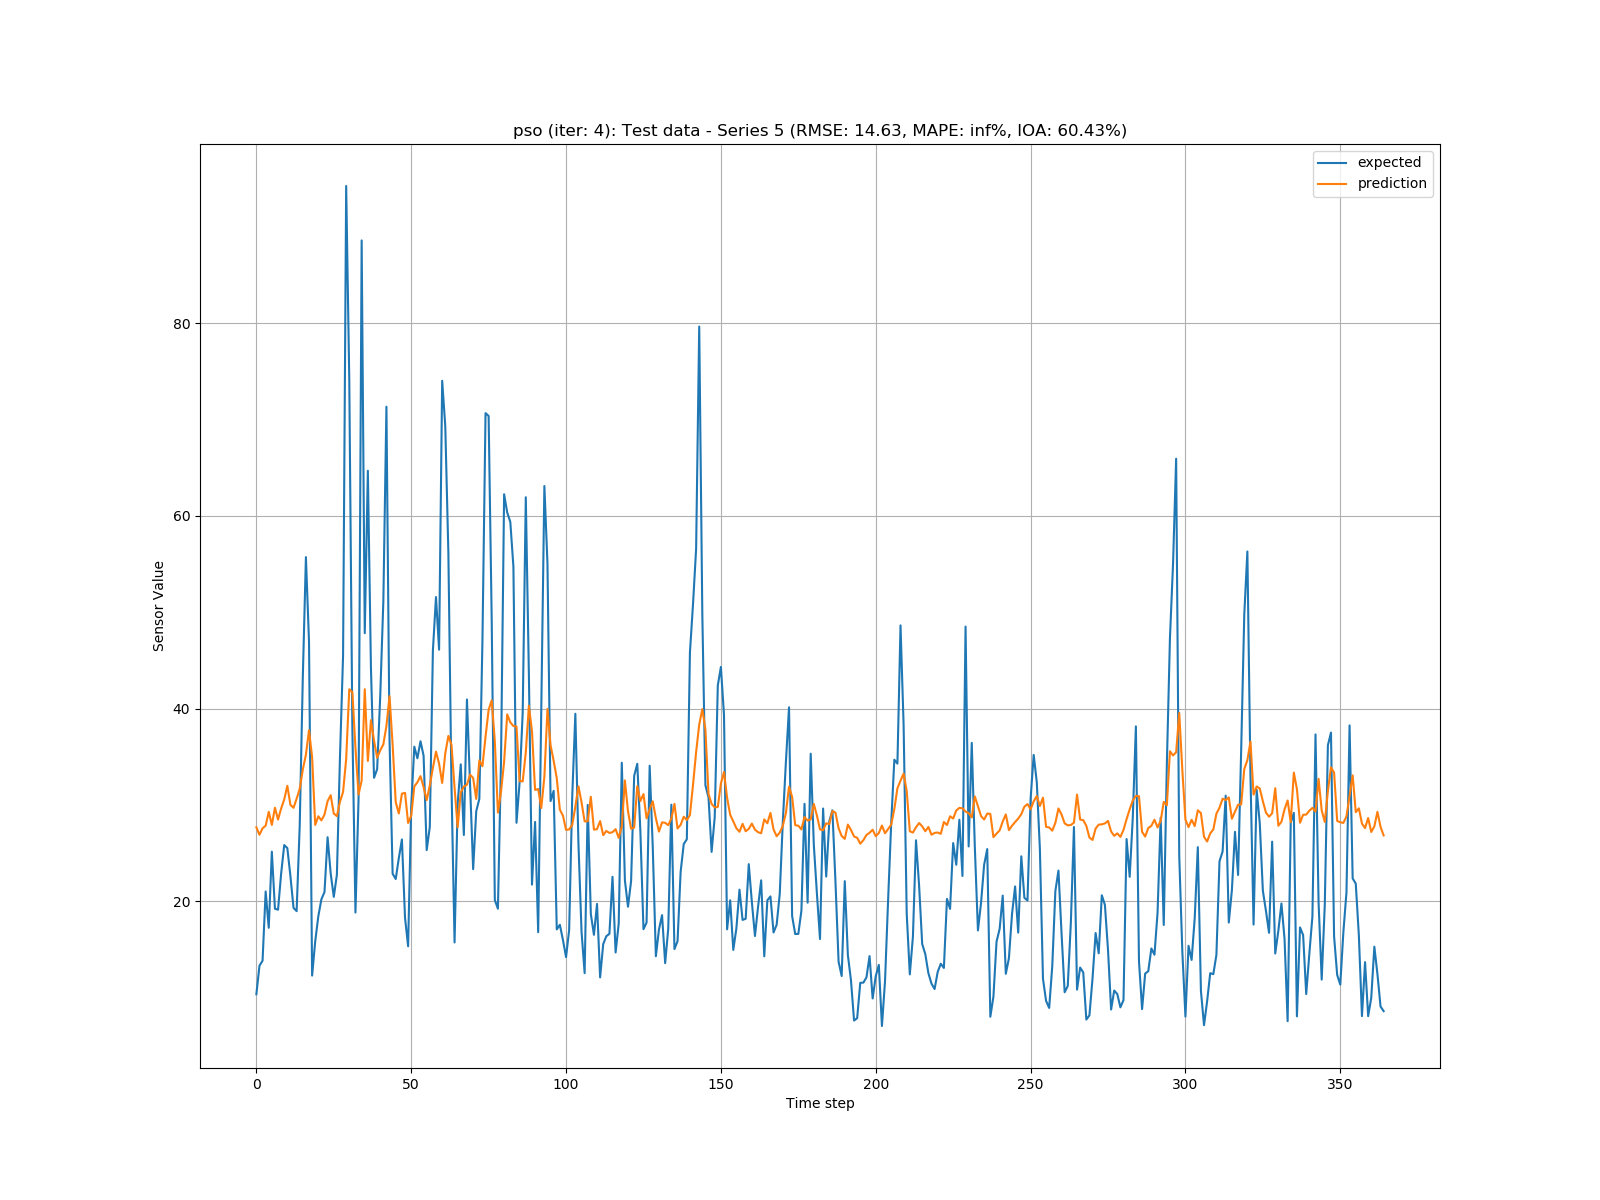 pso (iter: 4): Test data - Series 5 (RMSE: 14.63, MAPE: inf%, IOA: 60.43%)
expected
prediction
80
60
40
20
Sensor Value
0 50 100 150 200 250 300 350
Time step